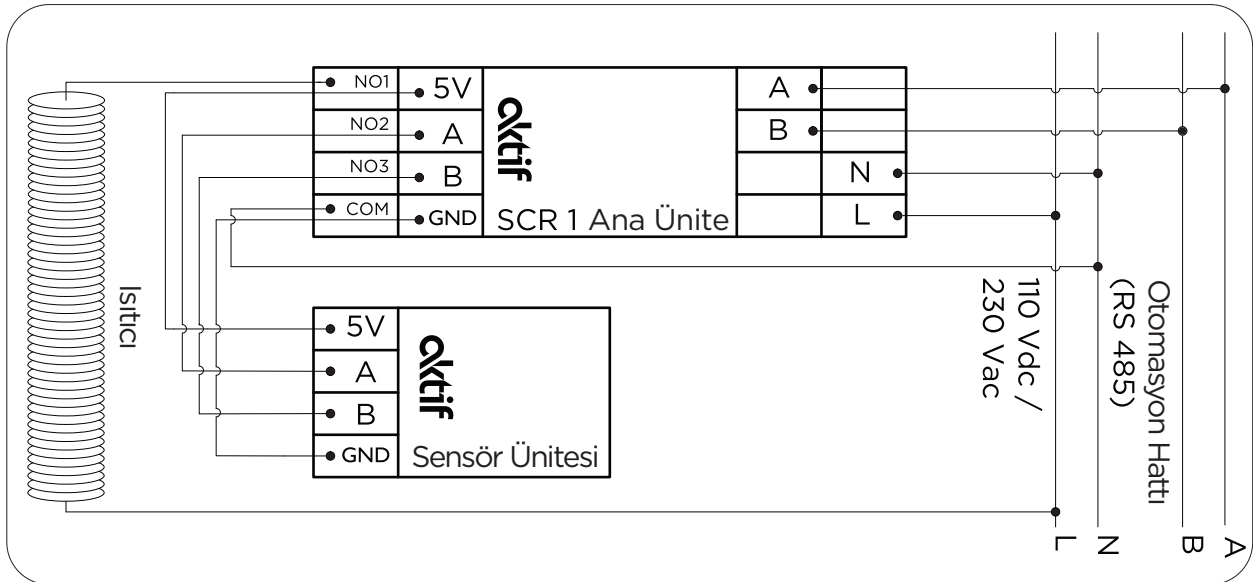 NO1
5V
NO2
A
NO3
B
COM
GND
aktif
SCR 1 Ana Ünite
A
B
N
L
Isıtıcı
5V
A
B
GND
aktif
Sensör Ünitesi
110 Vdc /
230 Vac
Otomasyon Hattı
(RS 485)
L
N
B
A